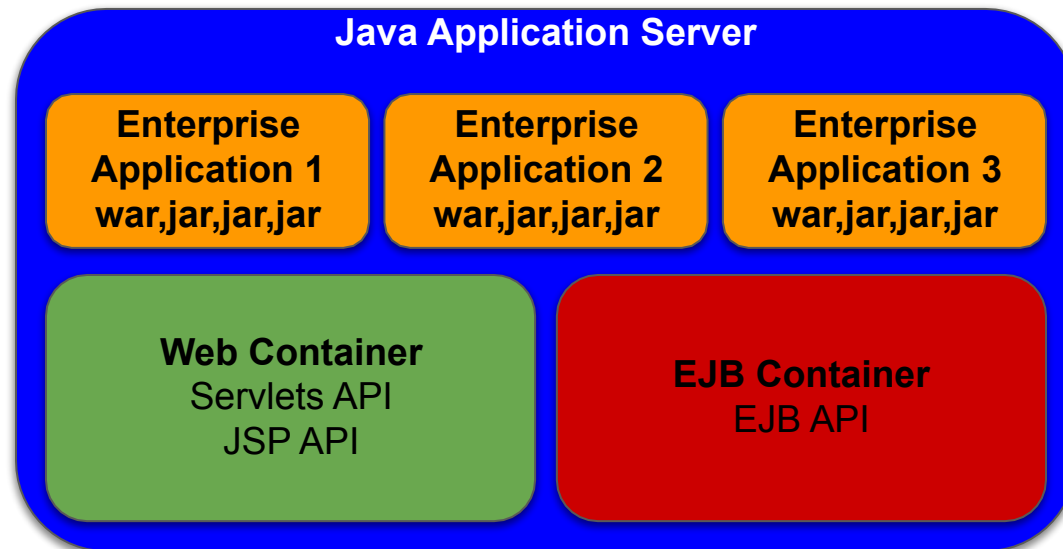 Java Application Server
Enterprise
Application 1
war,jar,jar,jar
Enterprise
Application 2
war,jar,jar,jar
Enterprise
Application 3
war,jar,jar,jar
Web Container
Servlets API
JSP API
EJB Container
EJB API